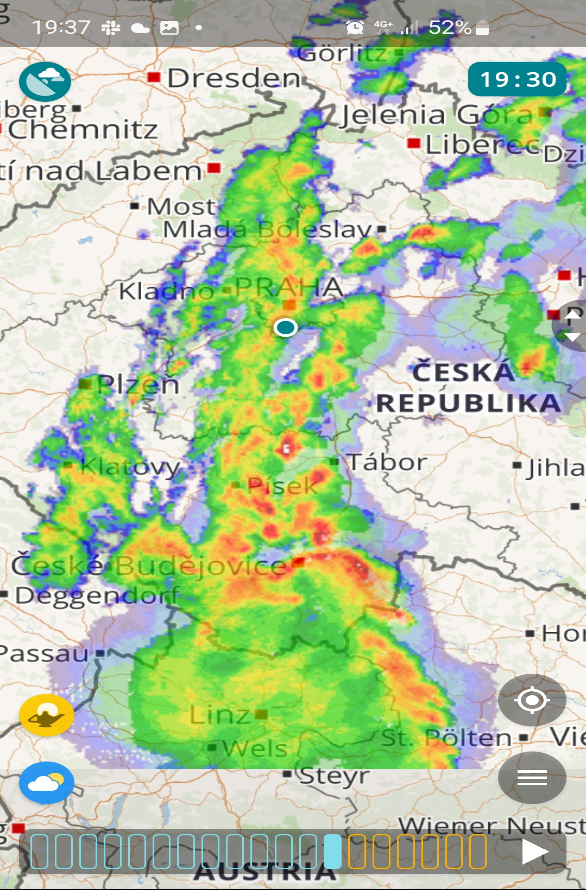 19:37 4G+ 52%
Görlitz
19:30
Dresden
iberg
Jelenia Góra
Chemnitz
Liberec
Dzi
tí nad Labem
Most
Mladá Boleslav
Kladno
PRAHA
H
P
Plzeň
ČESKÁ
REPUBLIKA
Klatovy
Tábor
Jihla
Písek
České Budějovice
Deggendorf
Hor
Passau
Linz
St. Pölten
Vie
Wels
Steyr
g
Wiener Neust
AUSTRIA